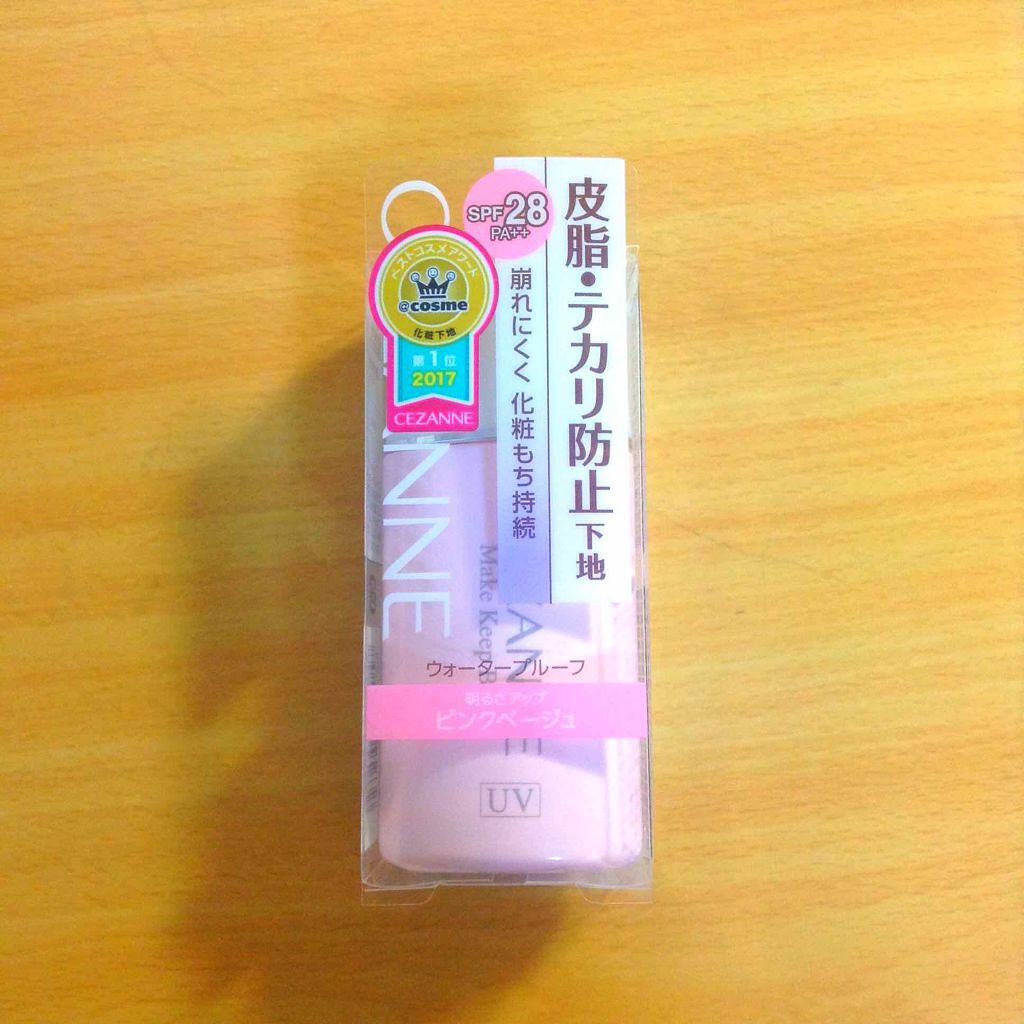 皮脂・テカリ防止下地
崩れにくく 化粧もち持続
SPF28
PA++
ベストコスメアワード
@cosme
化粧下地
第1位
2017
CEZANNE
NNE
Make Keep
ウォータープルーフ
明るさアップ
ピンクベージュ
UV